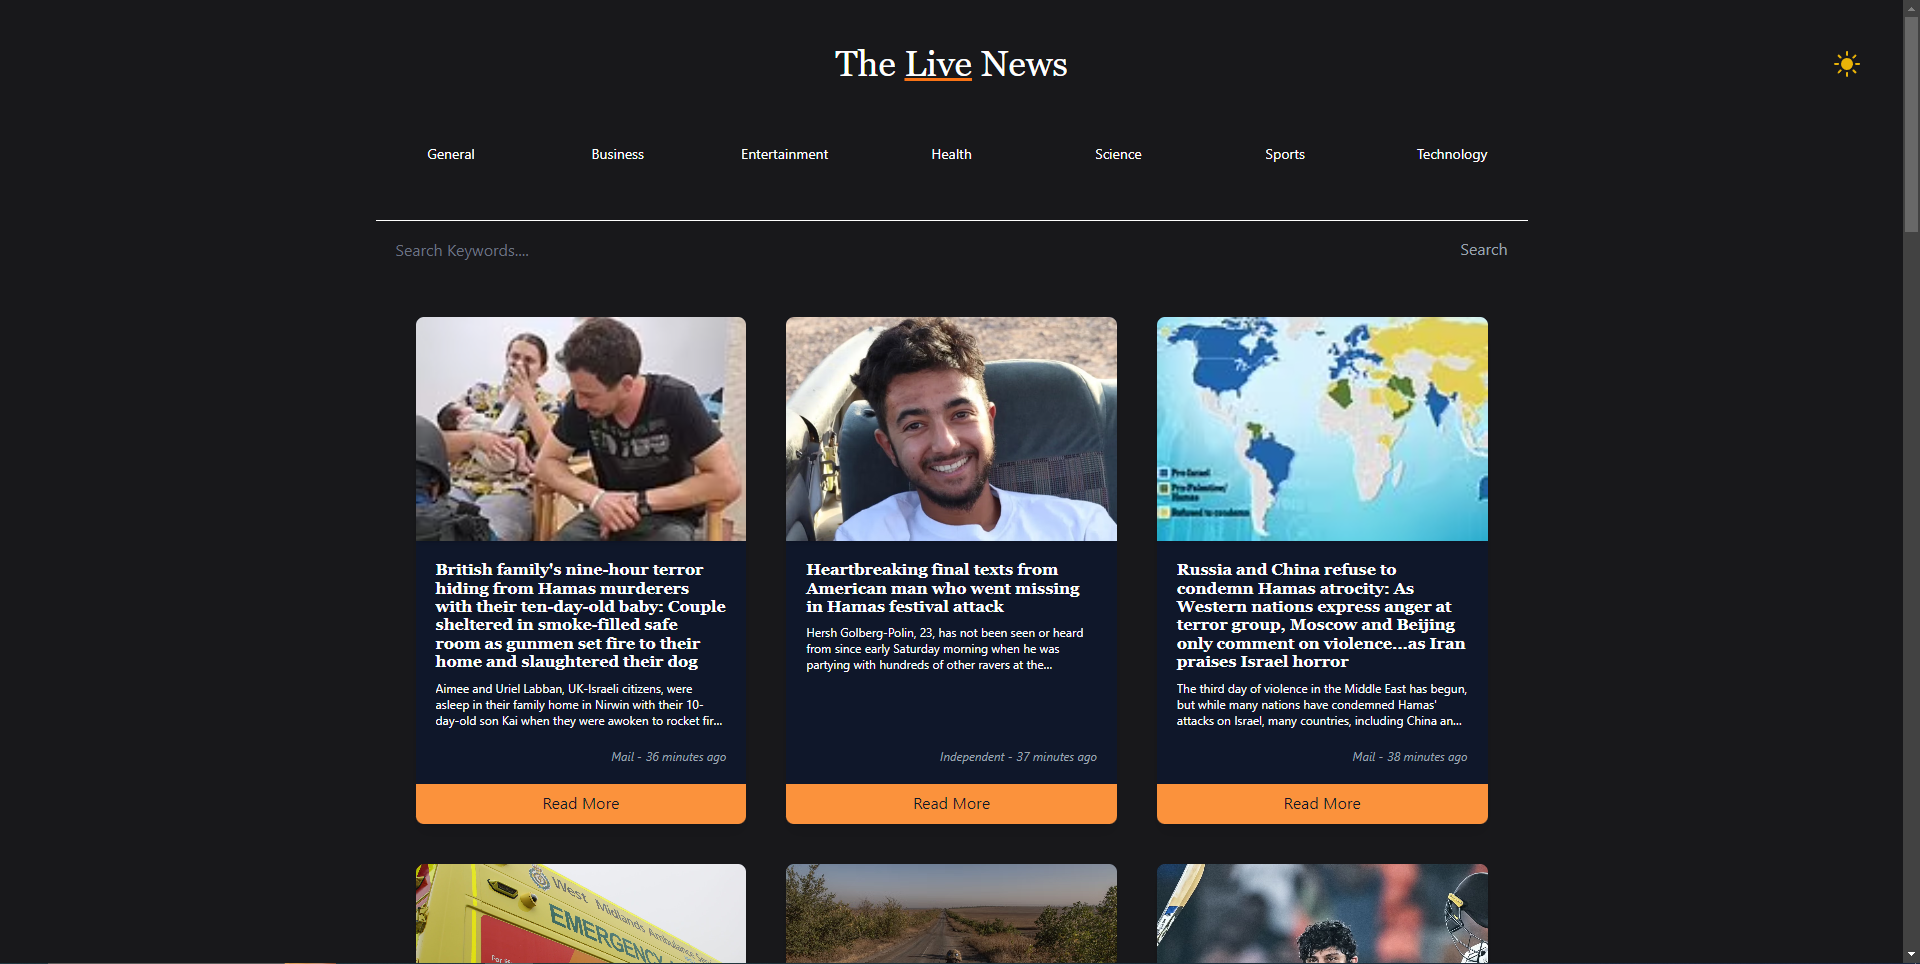 The Live News
General Business Entertainment Health Science Sports Technology
Search Keywords.... Search
Pro-Israel
Pro-Palestine/
Hamas
Refused to condemn
British family's nine-hour terror
hiding from Hamas murderers
with their ten-day-old baby: Couple
sheltered in smoke-filled safe
room as gunmen set fire to their
home and slaughtered their dog
Aimee and Uriel Labban, UK-Israeli citizens, were
asleep in their family home in Nirwin with their 10-
day-old son Kai when they were awoken to rocket fir...
Mail - 36 minutes ago
Read More
Heartbreaking final texts from
American man who went missing
in Hamas festival attack
Hersh Golberg-Polin, 23, has not been seen or heard
from since early Saturday morning when he was
partying with hundreds of other ravers at the...
Independent - 37 minutes ago
Read More
Russia and China refuse to
condemn Hamas atrocity: As
Western nations express anger at
terror group, Moscow and Beijing
only comment on violence...as Iran
praises Israel horror
The third day of violence in the Middle East has begun,
but while many nations have condemned Hamas'
attacks on Israel, many countries, including China an...
Mail - 38 minutes ago
Read More
West Midlands Ambulance
EMERGENCY